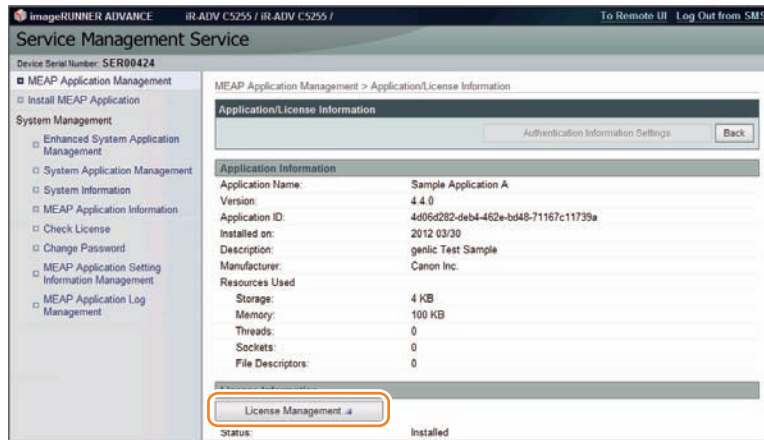 imageRUNNER ADVANCE iR-ADV C5255 / iR-ADV C5255 / To Remote UI Log Out from SMS
Service Management Service
Device Serial Number: SER00424
MEAP Application Management
Install MEAP Application
System Management
Enhanced System Application
Management
System Application Management
System Information
MEAP Application Information
Check License
Change Password
MEAP Application Setting
Information Management
MEAP Application Log
Management
MEAP Application Management > Application/License Information
Application/License Information
Authentication Information Settings Back
Application Information
Application Name: Sample Application A
Version: 4.4.0
Application ID: 4d06d282-deb4-462e-bd48-71167c11739a
Installed on: 2012 03/30
Description: genlic Test Sample
Manufacturer: Canon Inc.
Resources Used
Storage: 4 KB
Memory: 100 KB
Threads: 0
Sockets: 0
File Descriptors: 0
License Information
License Management
Status: Installed